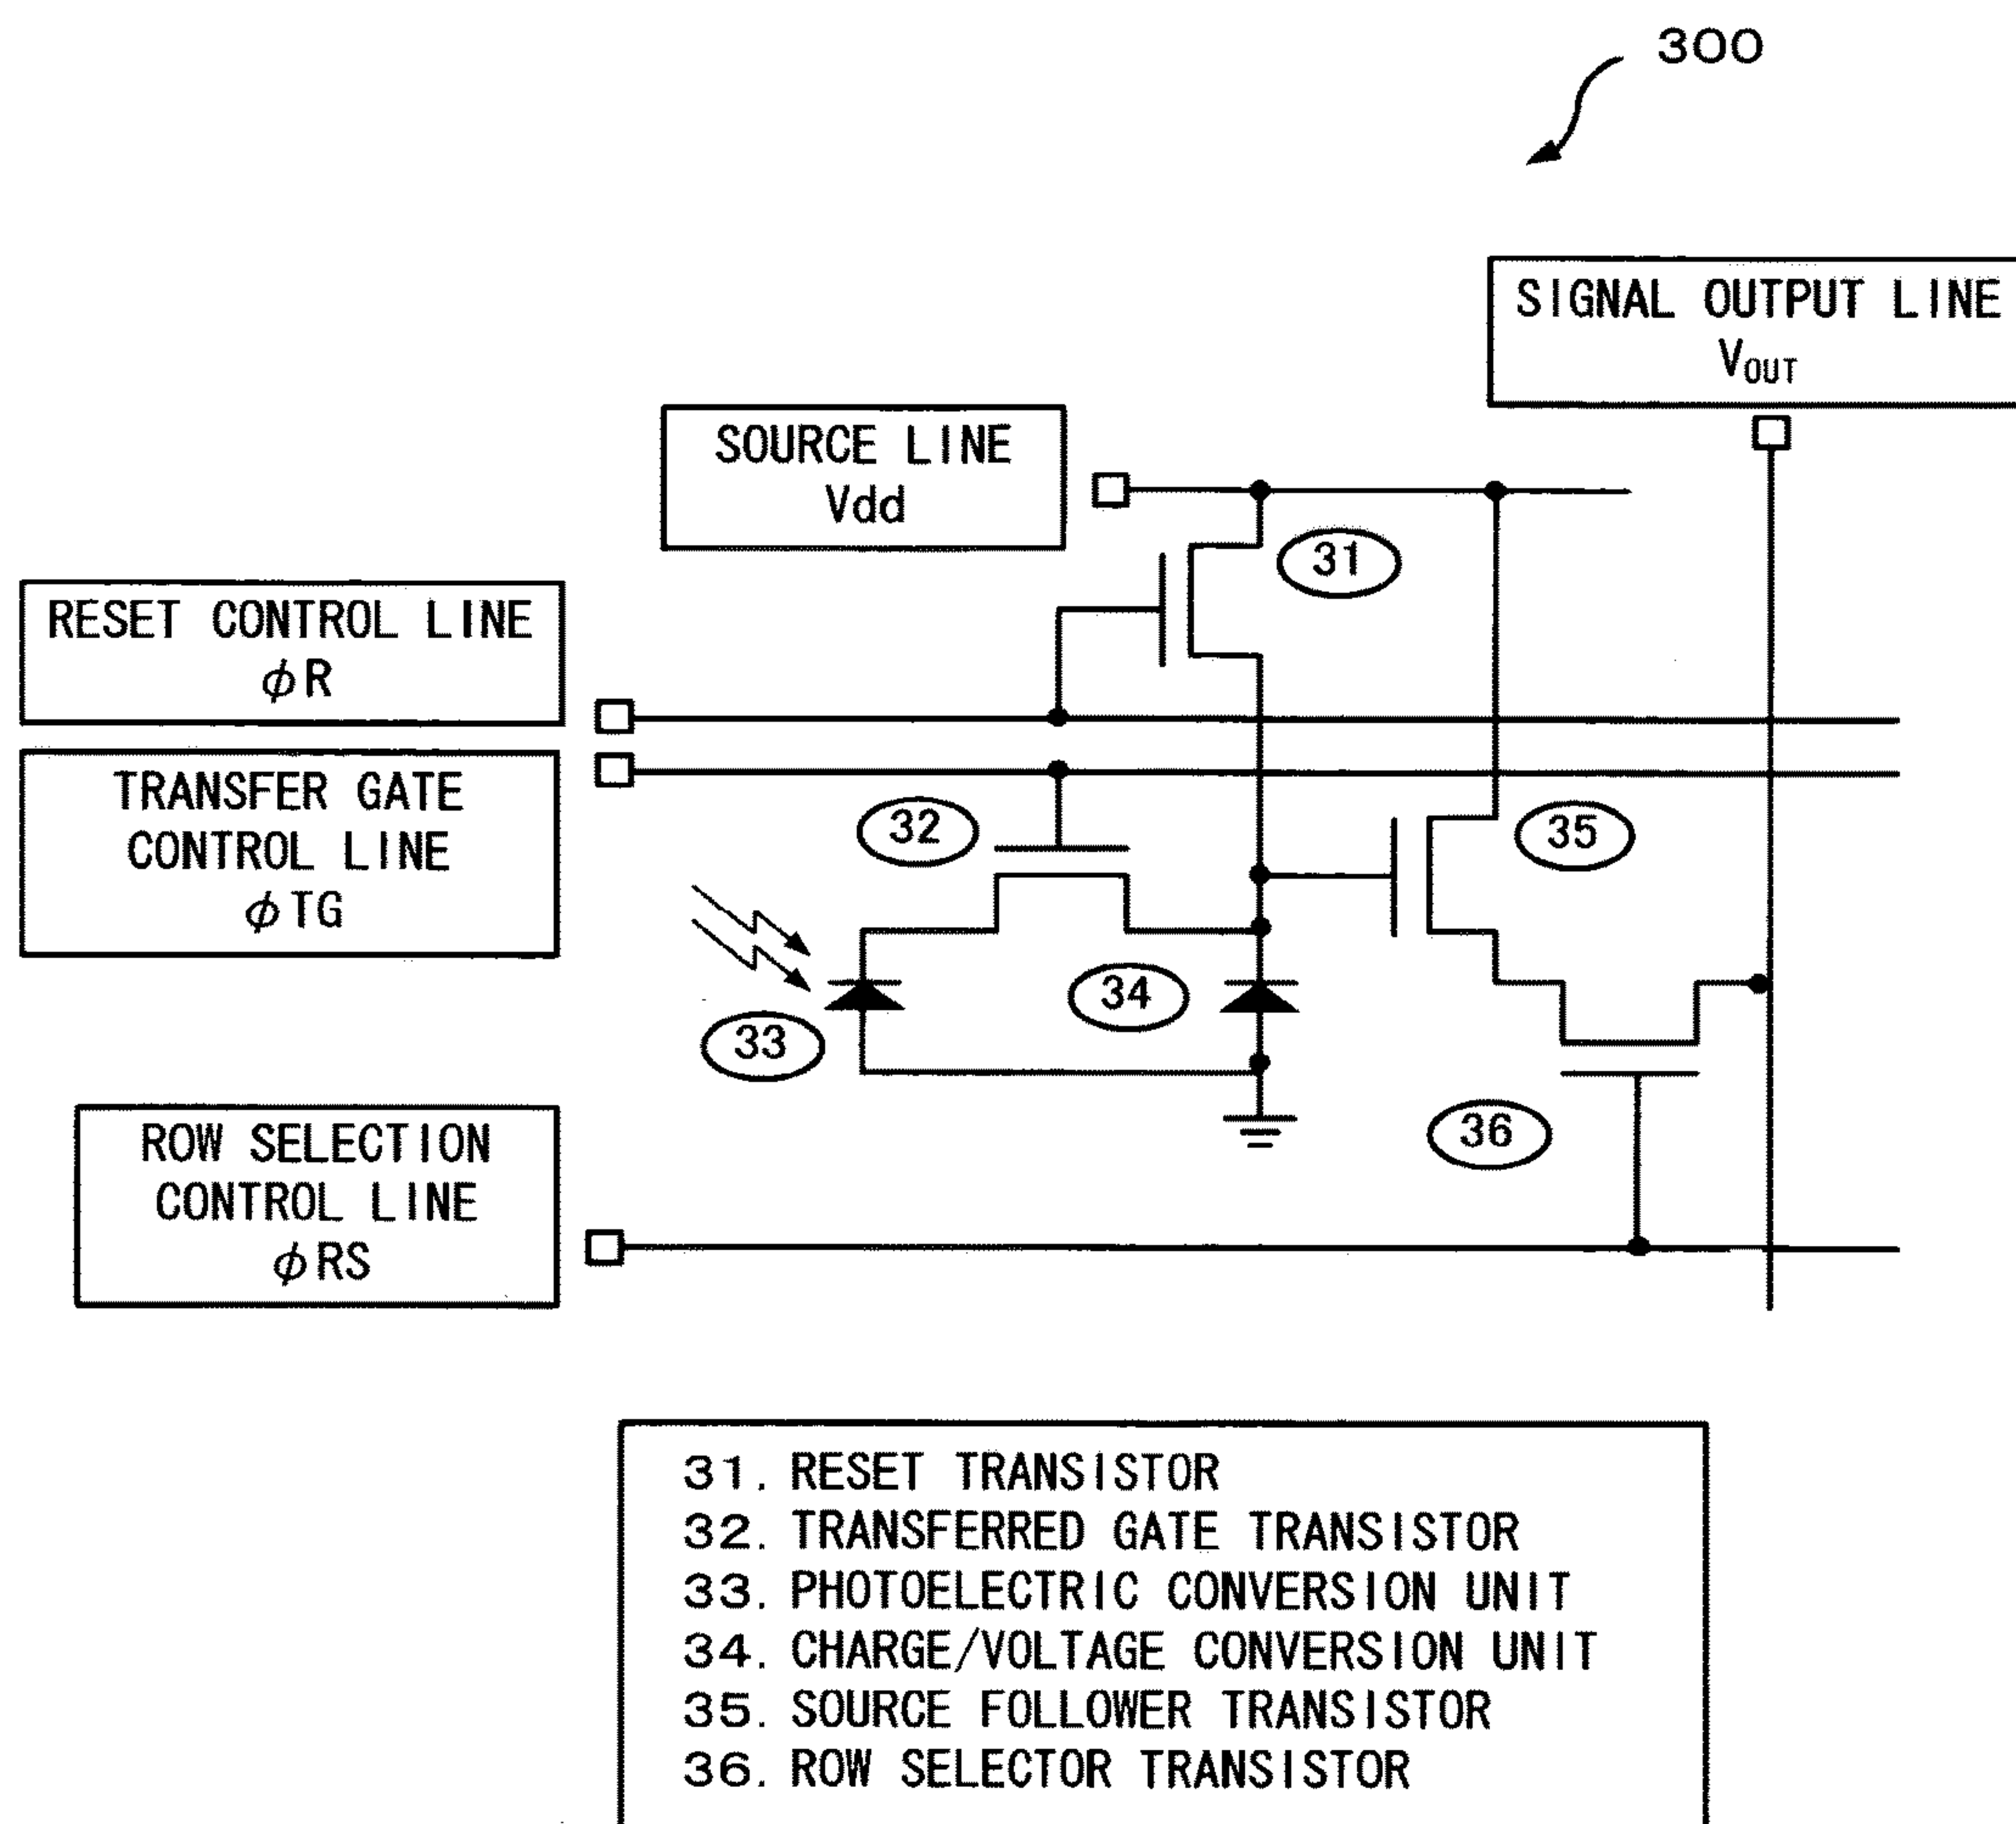 300
SIGNAL OUTPUT LINE
VOUT
SOURCE LINE
Vdd
31
RESET CONTROL LINE
φR
TRANSFER GATE
CONTROL LINE
φTG
32
35
34
33
36
ROW SELECTION
CONTROL LINE
φRS
31. RESET TRANSISTOR
32. TRANSFERRED GATE TRANSISTOR
33. PHOTOELECTRIC CONVERSION UNIT
34. CHARGE/VOLTAGE CONVERSION UNIT
35. SOURCE FOLLOWER TRANSISTOR
36. ROW SELECTOR TRANSISTOR